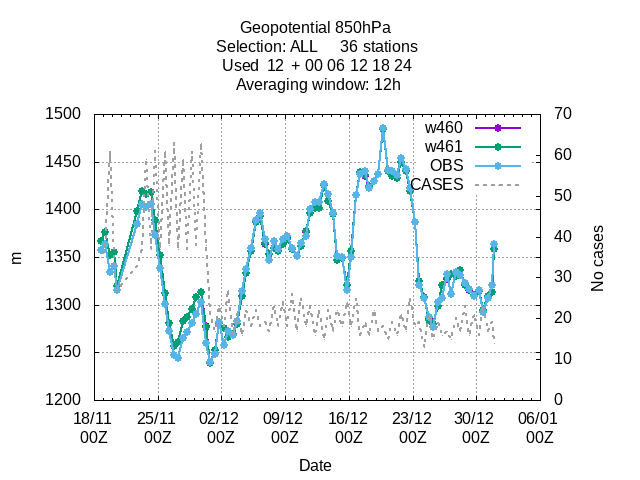 Geopotential 850hPa
Selection: ALL 36 stations
Used 12 + 00 06 12 18 24
Averaging window: 12h
1500
1450
1400
1350
1300
1250
1200
m
70
60
50
40
30
20
10
0
No cases
w460
w461
OBS
CASES
18/11 25/11 02/12 09/12 16/12 23/12 30/12 06/01
00Z 00Z 00Z 00Z 00Z 00Z 00Z 00Z
Date